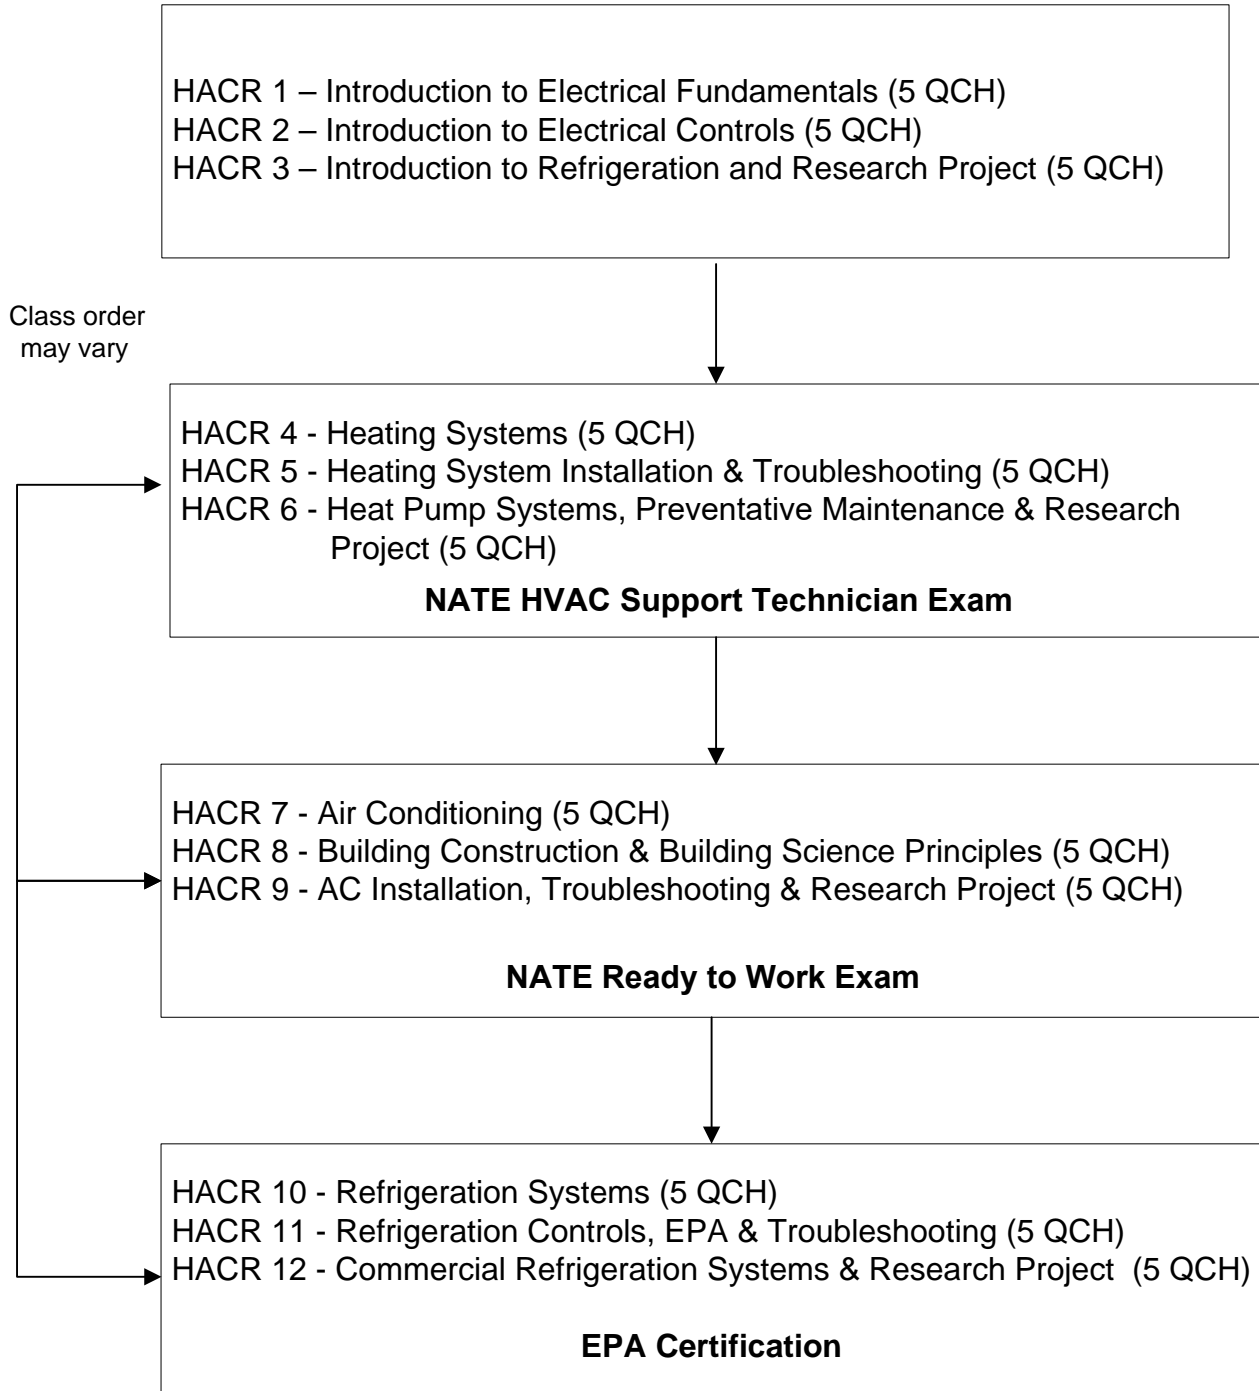 HACR 1 – Introduction to Electrical Fundamentals (5 QCH)
HACR 2 – Introduction to Electrical Controls (5 QCH)
HACR 3 – Introduction to Refrigeration and Research Project (5 QCH)
Class order
may vary
HACR 4 - Heating Systems (5 QCH)
HACR 5 - Heating System Installation & Troubleshooting (5 QCH)
HACR 6 - Heat Pump Systems, Preventative Maintenance & Research
Project (5 QCH)
NATE HVAC Support Technician Exam
HACR 7 - Air Conditioning (5 QCH)
HACR 8 - Building Construction & Building Science Principles (5 QCH)
HACR 9 - AC Installation, Troubleshooting & Research Project (5 QCH)
NATE Ready to Work Exam
HACR 10 - Refrigeration Systems (5 QCH)
HACR 11 - Refrigeration Controls, EPA & Troubleshooting (5 QCH)
HACR 12 - Commercial Refrigeration Systems & Research Project (5 QCH)
EPA Certification